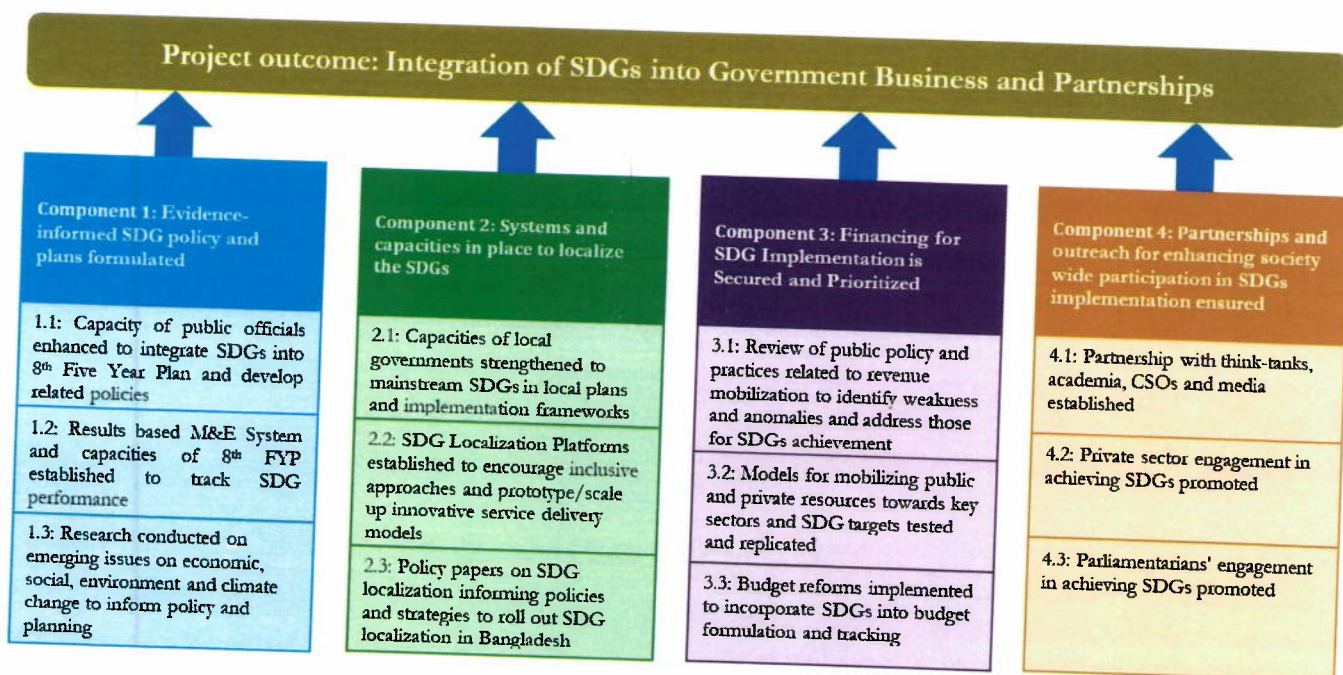 Project outcome: Integration of SDGs into Government Business and Partnerships
Component 1: Evidence-
informed SDG policy and
plans formulated
1.1: Capacity of public officials
enhanced to integrate SDGs into
8th Five Year Plan and develop
related policies
1.2: Results based M&E System
and capacities of 8th FYP
established to track SDG
performance
1.3: Research conducted on
emerging issues on economic,
social, environment and climate
change to inform policy and
planning
Component 2: Systems and
capacities in place to localize
the SDGs
2.1: Capacities of local
governments strengthened to
mainstream SDGs in local plans
and implementation frameworks
2.2: SDG Localization Platforms
established to encourage inclusive
approaches and prototype/scale
up innovative service delivery
models
2.3: Policy papers on SDG
localization informing policies
and strategies to roll out SDG
localization in Bangladesh
Component 3: Financing for
SDG Implementation is
Secured and Prioritized
3.1: Review of public policy and
practices related to revenue
mobilization to identify weakness
and anomalies and address those
for SDGs achievement
3.2: Models for mobilizing public
and private resources towards key
sectors and SDG targets tested
and replicated
3.3: Budget reforms implemented
to incorporate SDGs into budget
formulation and tracking
Component 4: Partnerships and
outreach for enhancing society
wide participation in SDGs
implementation ensured
4.1: Partnership with think-tanks,
academia, CSOs and media
established
4.2: Private sector engagement in
achieving SDGs promoted
4.3: Parliamentarians' engagement
in achieving SDGs promoted